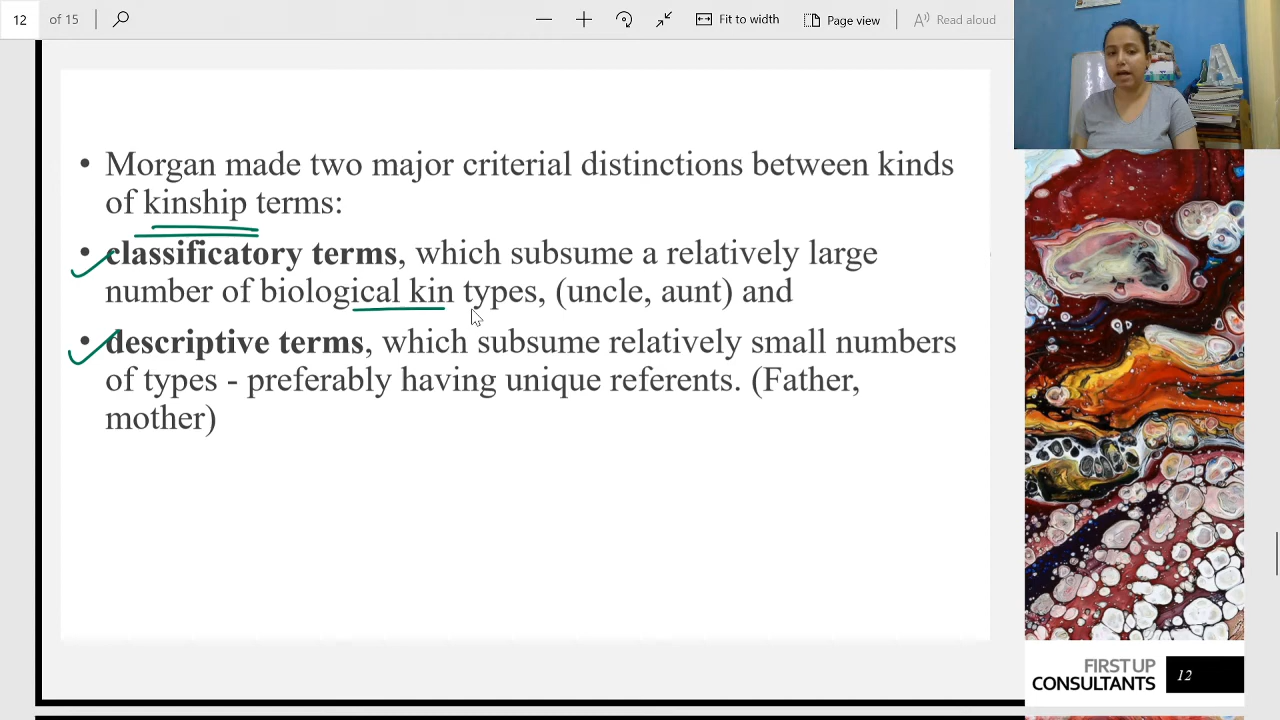 12 of 15
Fit to width
Page view
Read aloud
• Morgan made two major criterial distinctions between kinds
of kinship terms:
• classificatory terms, which subsume a relatively large
number of biological kin types, (uncle, aunt) and
• descriptive terms, which subsume relatively small numbers
of types - preferably having unique referents. (Father,
mother)
FIRST UP
CONSULTANTS
12